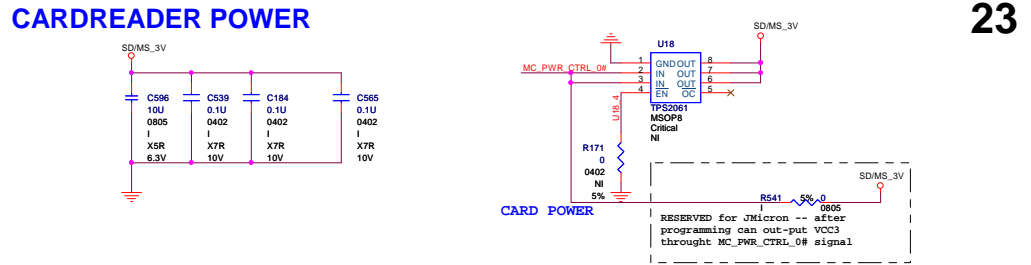 CARDREADER POWER
23
SD/MS_3V
C596
10U
0805
I
X5R
6.3V
C539
0.1U
0402
I
X7R
10V
C184
0.1U
0402
I
X7R
10V
C565
0.1U
0402
I
X7R
10V
SD/MS_3V
U18
MC_PWR_CTRL_0#
1 GND OUT 8
2 IN OUT 7
3 IN OUT 6
4 EN OC 5
TPS2061
MSOP8
Critical
NI
U18_4
R171
0
0402
NI
5%
CARD POWER
SD/MS_3V
R541 5% 0
I 0805
RESERVED for JMicron -- after
programming can out-put VCC3
throught MC_PWR_CTRL_0# signal